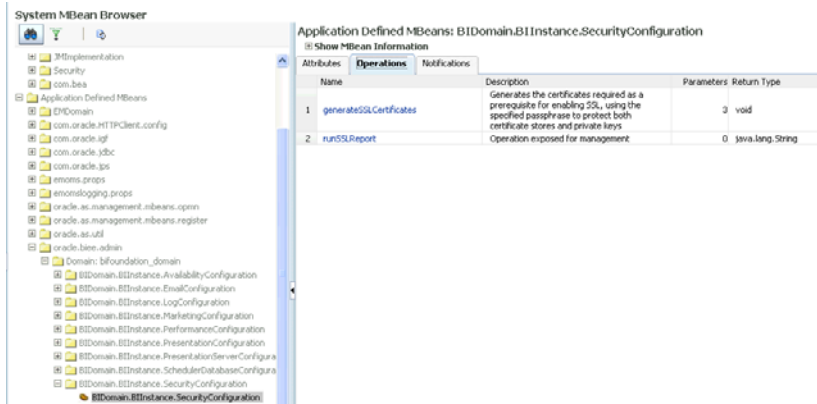 System MBean Browser
JMImplementation
Security
com.bea
Application Defined MBeans
EMDomain
com.oracle.HTTPClient.config
com.oracle.igf
com.oracle.jdbc
com.oracle.jps
emoms.props
emomslogging.props
oracle.as.management.mbeans.opmn
oracle.as.management.mbeans.register
oracle.as.util
oracle.biee.admin
Domain: bifoundation_domain
BIDomain.BIInstance.AvailabilityConfiguration
BIDomain.BIInstance.EmailConfiguration
BIDomain.BIInstance.LogConfiguration
BIDomain.BIInstance.MarketingConfiguration
BIDomain.BIInstance.PerformanceConfiguration
BIDomain.BIInstance.PresentationConfiguration
BIDomain.BIInstance.PresentationServerConfigura
BIDomain.BIInstance.SchedulerDatabaseConfigura
BIDomain.BIInstance.SecurityConfiguration
BIDomain.BIInstance.SecurityConfiguration
Application Defined MBeans: BIDomain.BIInstance.SecurityConfiguration
Show MBean Information
Attributes Operations Notifications
Name Description Parameters Return Type
1 generateSSLCertificates Generates the certificates required as a
prerequisite for enabling SSL, using the
specified passphrase to protect both
certificate stores and private keys 3 void
2 runSSLReport Operation exposed for management 0 java.lang.String